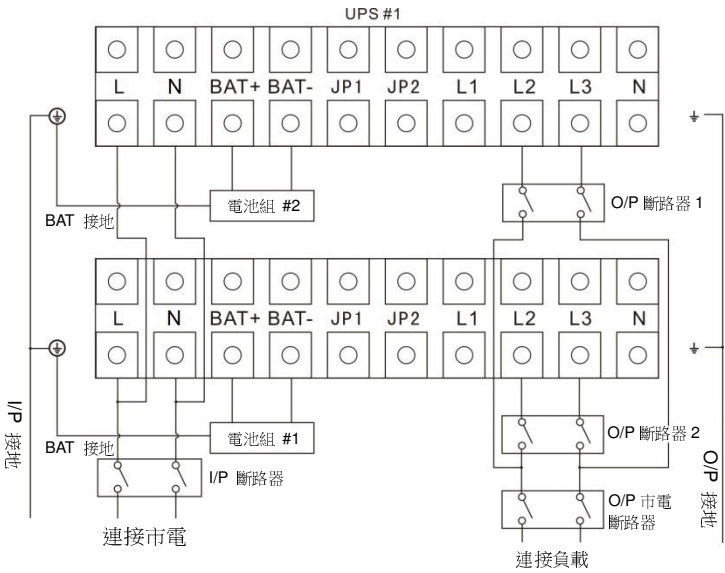 UPS #1
L N BAT+ BAT- JP1 JP2 L1 L2 L3 N
電池組 #2
O/P 斷路器 1
BAT 接地
L N BAT+ BAT- JP1 JP2 L1 L2 L3 N
電池組 #1
O/P 斷路器 2
BAT 接地
I/P 接地
I/P 斷路器
O/P 接地
O/P 市電
斷路器
連接市電
連接負載